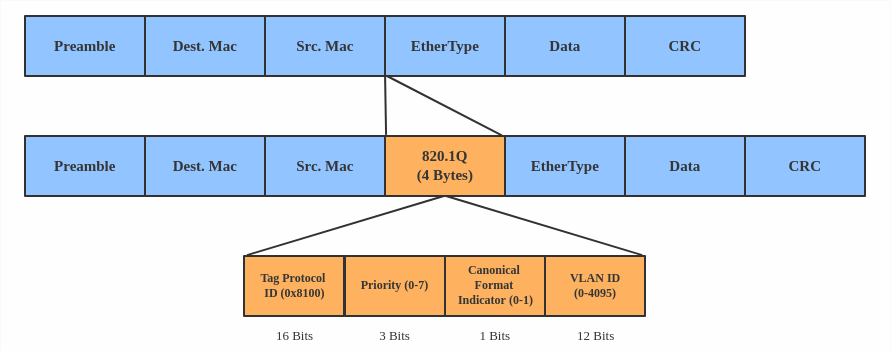 Preamble
Dest. Mac
Src. Mac
EtherType
Data
CRC
Preamble
Dest. Mac
Src. Mac
820.1Q
(4 Bytes)
EtherType
Data
CRC
Tag Protocol
ID (0x8100)
Priority (0-7)
Canonical
Format
Indicator (0-1)
VLAN ID
(0-4095)
16 Bits
3 Bits
1 Bits
12 Bits